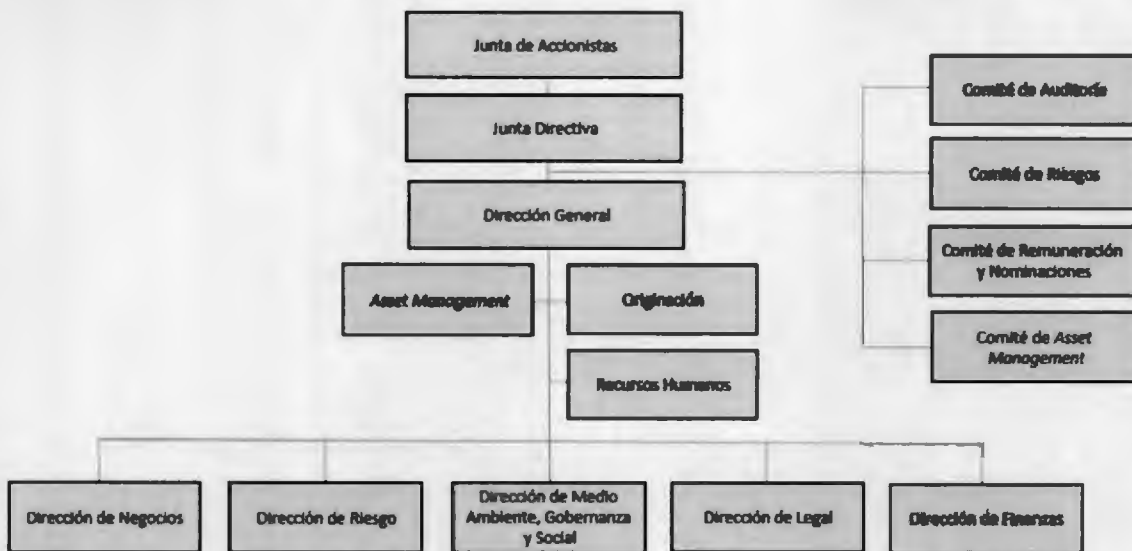 Junta de Accionistas
Comité de Auditoría
Junta Directiva
Comité de Riesgos
Dirección General
Comité de Remuneración
y Nominaciones
Asset Management
Originación
Comité de Asset
Management
Recursos Humanos
Dirección de Negocios
Dirección de Riesgo
Dirección de Medio
Ambiente, Gobernanza
y Social
Dirección de Legal
Dirección de Finanzas